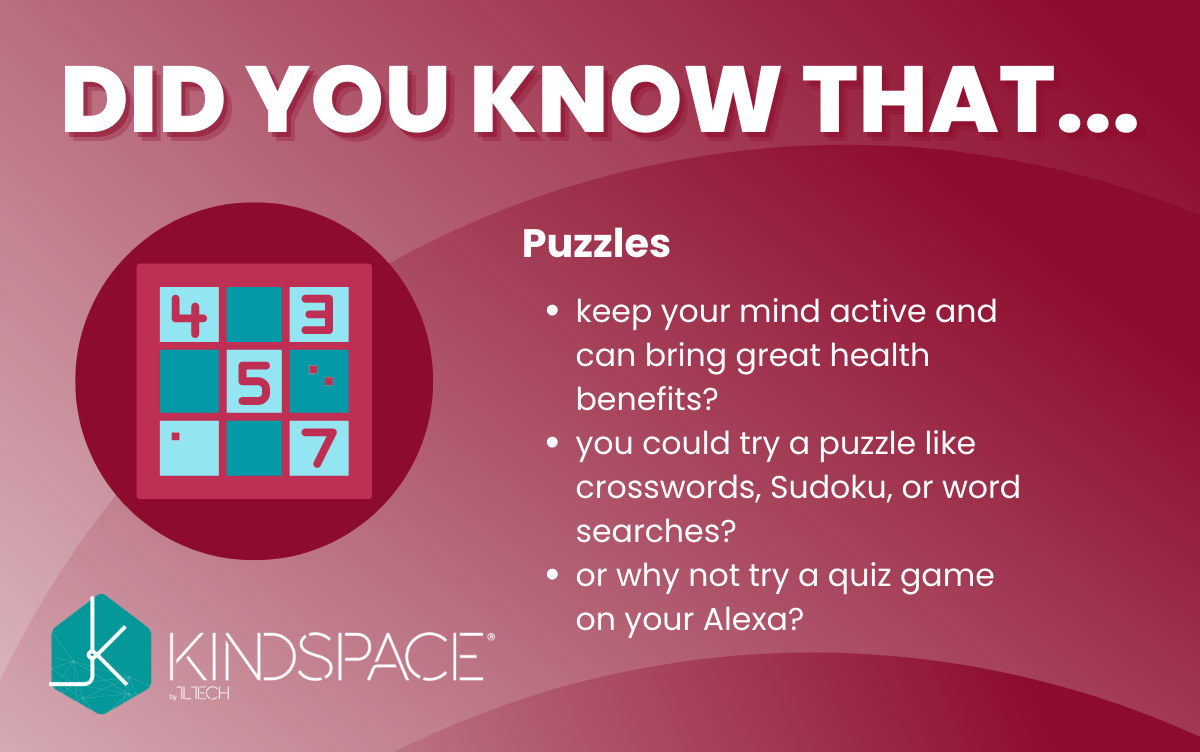 DID YOU KNOW THAT...
4 3
5
7
Puzzles
• keep your mind active and
can bring great health
benefits?
• you could try a puzzle like
crosswords, Sudoku, or word
searches?
• or why not try a quiz game
on your Alexa?
KINDSPACE®
by 1LTECH